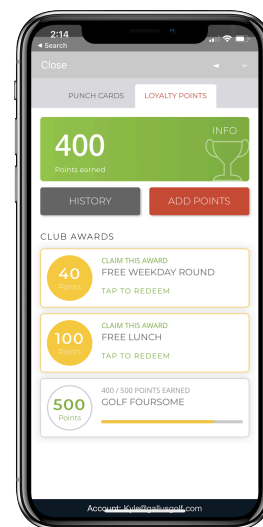 2:14
Search
Close
PUNCH CARDS LOYALTY POINTS
INFO
400
Points earned
HISTORY ADD POINTS
CLUB AWARDS
40
Points
CLAIM THIS AWARD
FREE WEEKDAY ROUND
TAP TO REDEEM
100
Points
CLAIM THIS AWARD
FREE LUNCH
TAP TO REDEEM
500
Points
400 / 500 POINTS EARNED
GOLF FOURSOME
Account: Kyle@gallusgolf.com